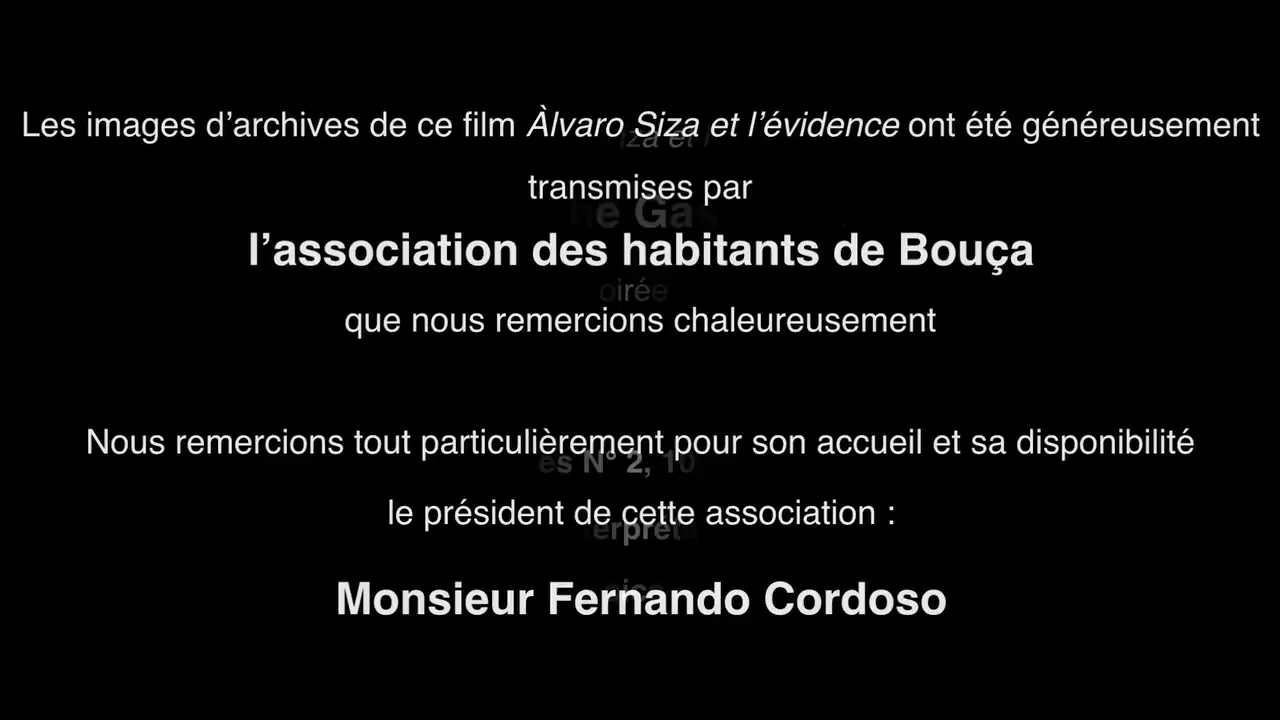 Les images d’archives de ce film Àlvaro Siza et l’évidence ont été généreusement
transmises par
l’association des habitants de Bouça
que nous remercions chaleureusement
Nous remercions tout particulièrement pour son accueil et sa disponibilité
le président de cette association :
Monsieur Fernando Cordoso